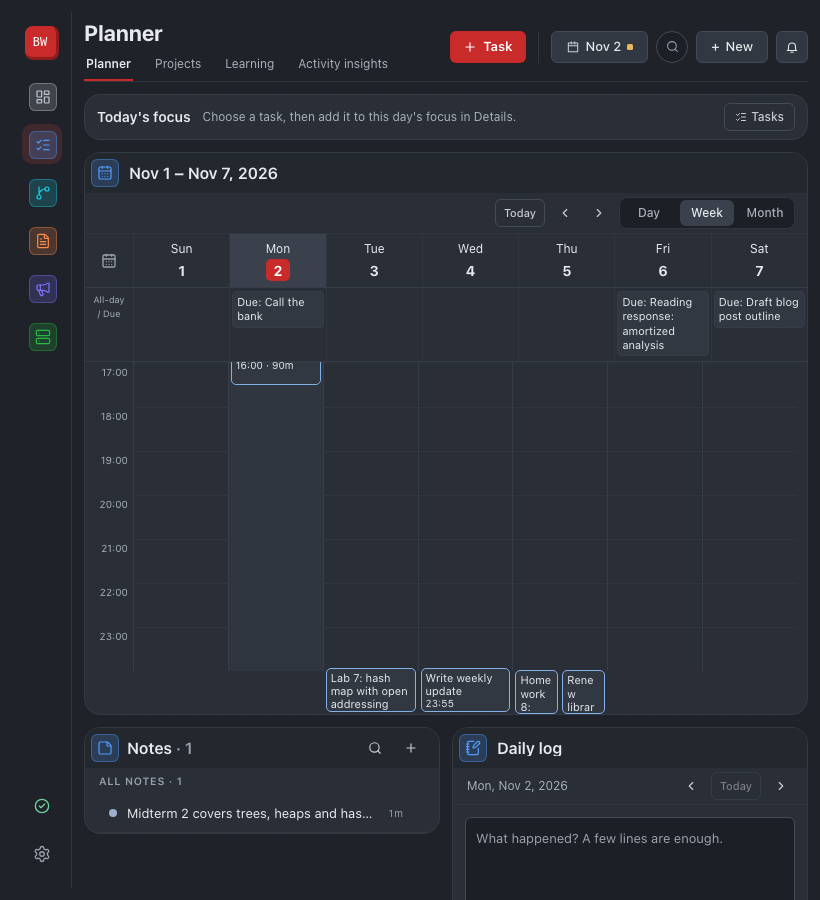 BW
Planner
Planner
Projects
Learning
Activity insights
+ Task
Nov 2
+ New
Today's focus
Choose a task, then add it to this day's focus in Details.
Tasks
Nov 1 – Nov 7, 2026
Today
Day
Week
Month
Sun
1
Mon
2
Tue
3
Wed
4
Thu
5
Fri
6
Sat
7
All-day
/ Due
Due: Call the
bank
Due: Reading
response:
amortized
analysis
Due: Draft blog
post outline
16:00 · 90m
17:00
18:00
19:00
20:00
21:00
22:00
23:00
Lab 7: hash
map with open
addressing
Write weekly
update
23:55
Home
work
8:
Rene
w
librar
Notes · 1
ALL NOTES · 1
Midterm 2 covers trees, heaps and has...
1m
Daily log
Mon, Nov 2, 2026
Today
What happened? A few lines are enough.